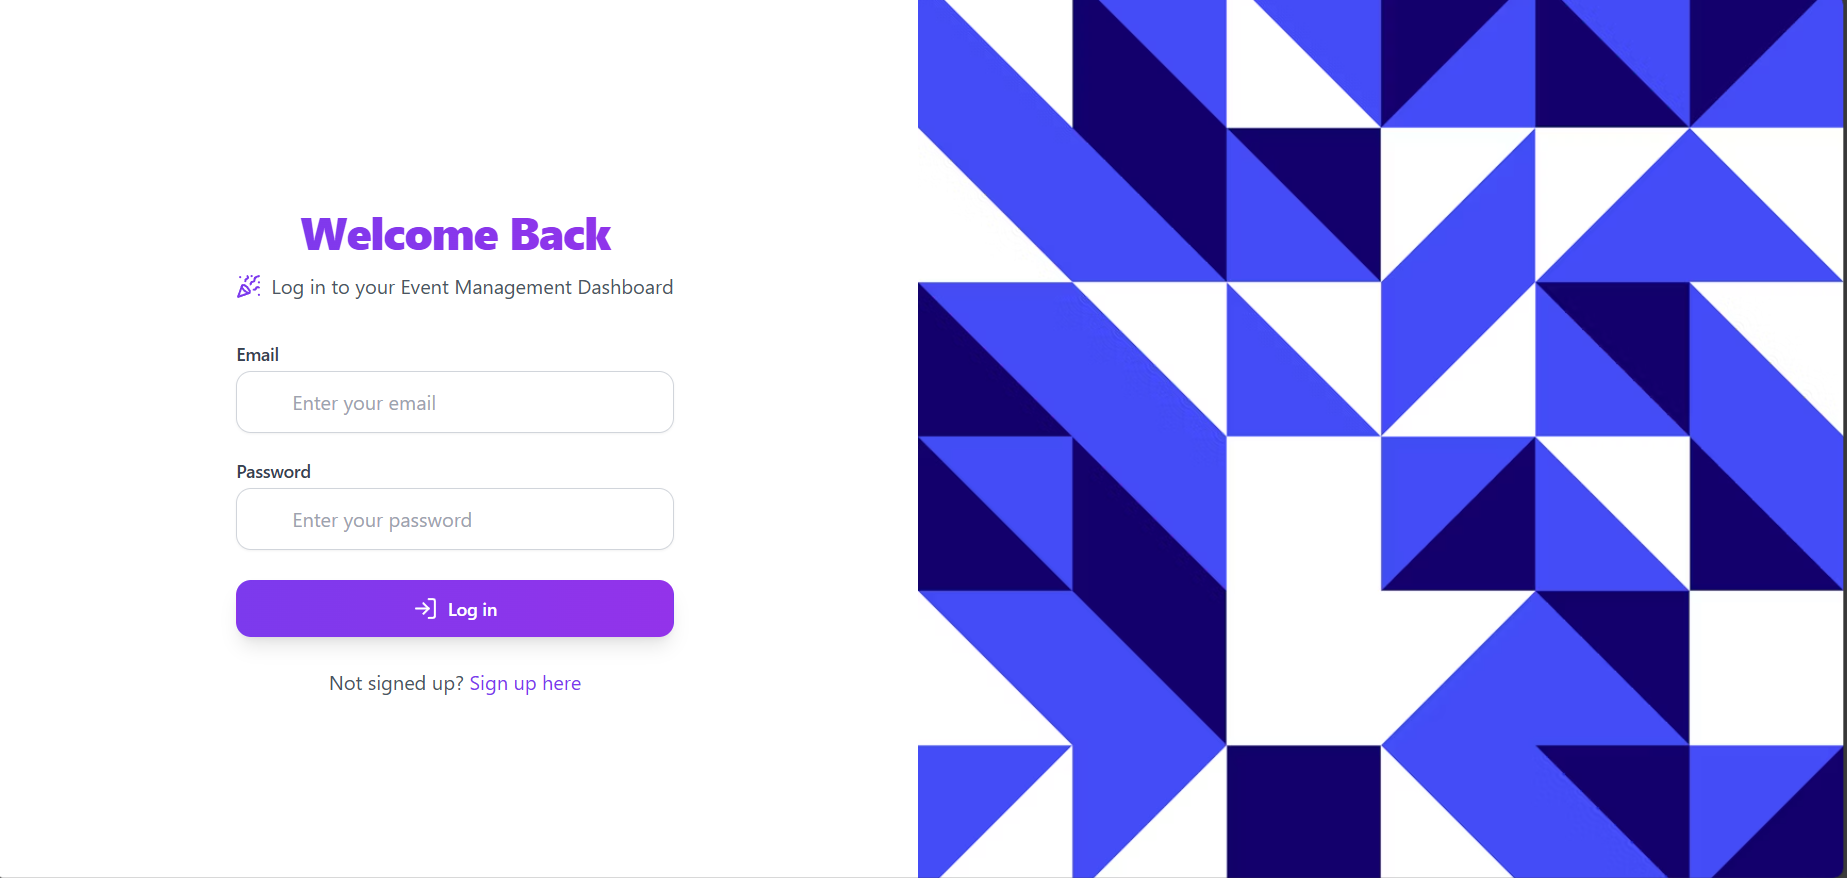 Welcome Back
Log in to your Event Management Dashboard
Email
Enter your email
Password
Enter your password
Log in
Not signed up? Sign up here